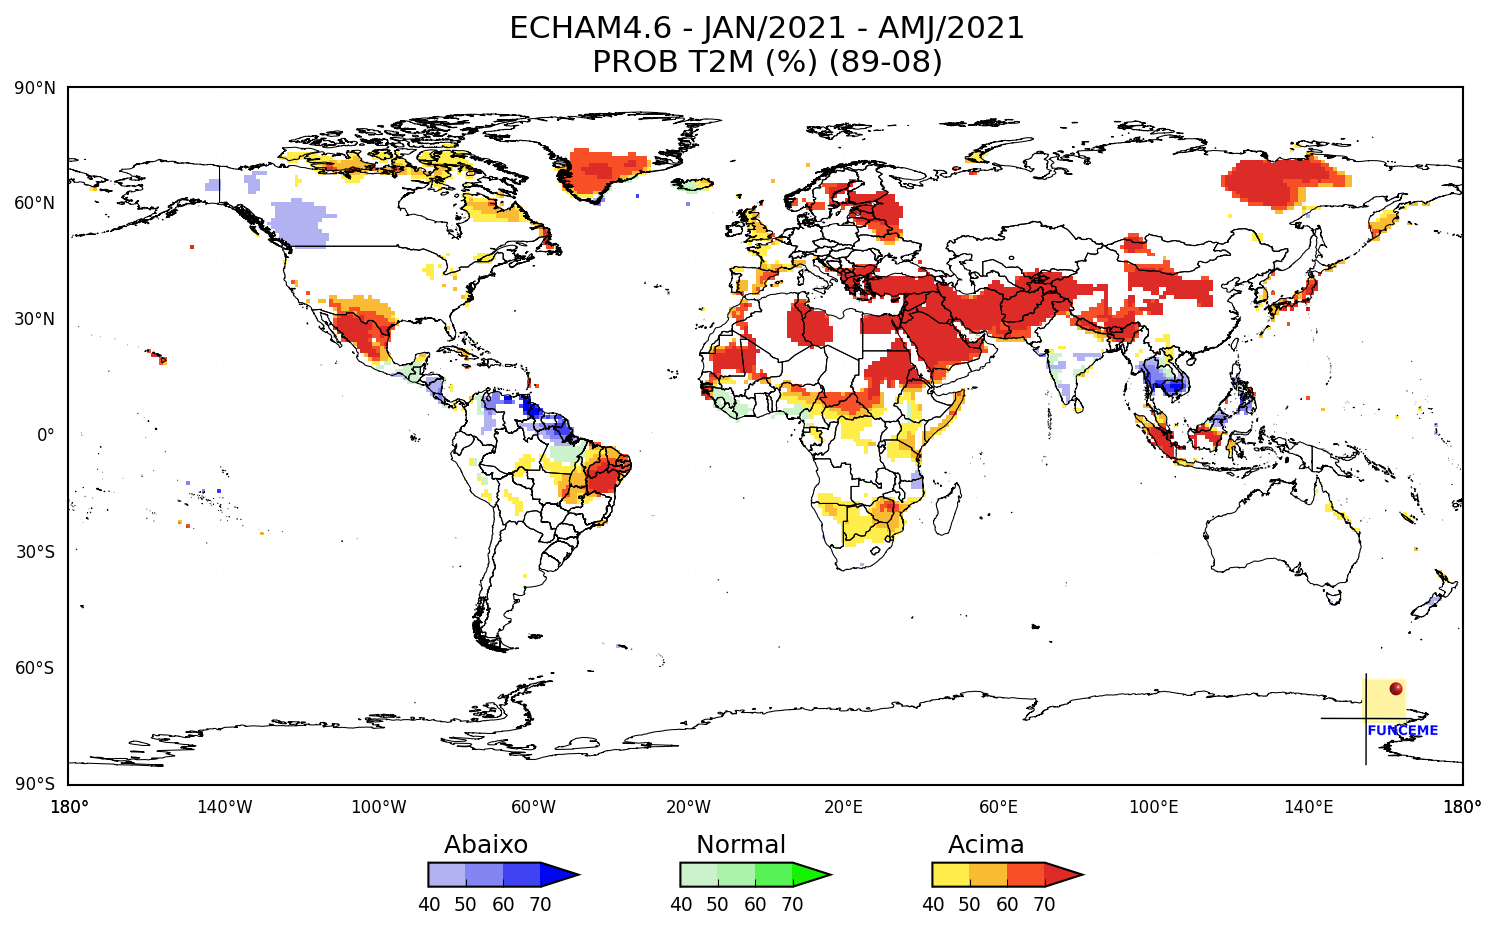 ECHAM4.6 - JAN/2021 - AMJ/2021
PROB T2M (%) (89-08)
90°N
60°N
30°N
0°
30°S
60°S
90°S
180° 140°W 100°W 60°W 20°W 20°E 60°E 100°E 140°E 180°
FUNCEME
Abaixo Normal Acima
40 50 60 70 40 50 60 70 40 50 60 70